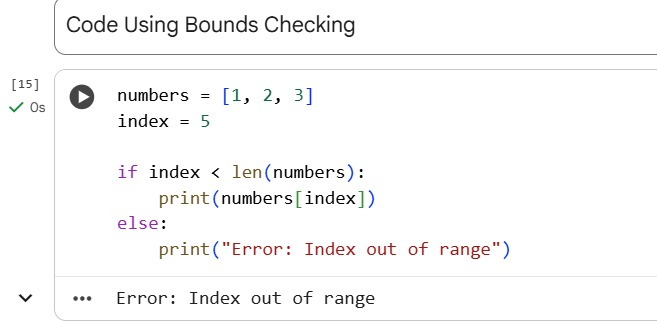 Code Using Bounds Checking
[15]
0s
numbers = [1, 2, 3]
index = 5
if index < len(numbers):
    print(numbers[index])
else:
    print("Error: Index out of range")
Error: Index out of range